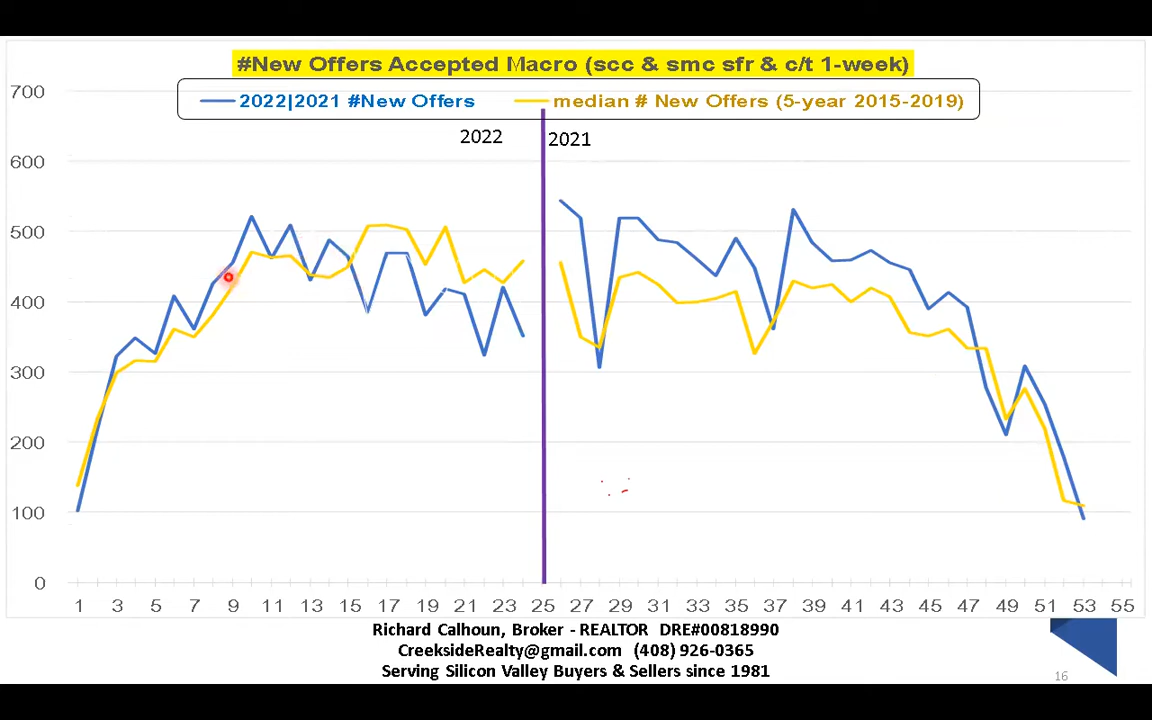 #New Offers Accepted Macro (scc & smc sfr & c/t 1-week)
2022|2021 #New Offers median # New Offers (5-year 2015-2019)
2022 2021
700
600
500
400
300
200
100
0
1 3 5 7 9 11 13 15 17 19 21 23 25 27 29 31 33 35 37 39 41 43 45 47 49 51 53 55
Richard Calhoun, Broker - REALTOR DRE#00818990
CreeksideRealty@gmail.com (408) 926-0365
Serving Silicon Valley Buyers & Sellers since 1981
16